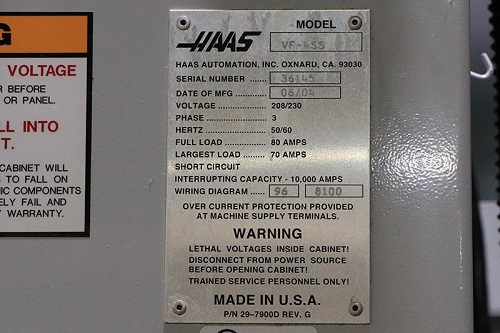 G
VOLTAGE
R BEFORE
OR PANEL.
LL INTO
T.
CABINET WILL
TO FALL ON
IC COMPONENTS
ELY FAIL AND
WARRANTY.
HAAS
MODEL
VF-4SS
HAAS AUTOMATION, INC. OXNARD, CA. 93030
SERIAL NUMBER ....... 36145
DATE OF MFG ............ 06/04
VOLTAGE ..................... 208/230
PHASE ...................... 3
HERTZ ...................... 50/60
FULL LOAD ............... 80 AMPS
LARGEST LOAD ........ 70 AMPS
SHORT CIRCUIT
INTERRUPTING CAPACITY - 10,000 AMPS
WIRING DIAGRAM ...... 96 8100
OVER CURRENT PROTECTION PROVIDED
AT MACHINE SUPPLY TERMINALS.
WARNING
LETHAL VOLTAGES INSIDE CABINET!
DISCONNECT FROM POWER SOURCE
BEFORE OPENING CABINET!
TRAINED SERVICE PERSONNEL ONLY!
MADE IN U.S.A.
P/N 29-7900D REV. G